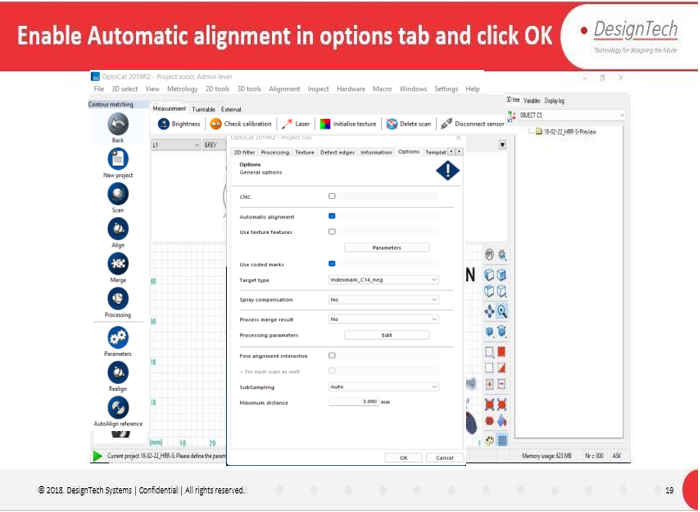 Enable Automatic alignment in options tab and click OK
DesignTech
Technology for designing the future
OptoCat 2019R2 - Project sooo; Admin level
File 3D select View Metrology 2D tools 3D tools Alignment Inspect Hardware Macro Windows Settings Help
Contour matching
Measurement Turntable External
3D tree Variables Display log
Brightness Check calibration Laser Initialise texture Delete scan Disconnect sensor
OBJECT CS
18-02-22_HRR-S-Preview
Back
New project
Scan
Align
Merge
Processing
Parameters
Realign
AutoAlign reference
L1 GREY
2D filter Processing Texture Detect edges Information Options Templat
Options
General options
CNC
Automatic alignment
Use texture features
Parameters
Use coded marks
Target type Indexmark_C14_neg
Spray compensation No
Process merge result No
Processing parameters Edit
Fine alignment interactive
- for each scan as well
SubSampling Auto
Maximum distance 3.990 mm
OK Cancel
N
[mm] 10 20
Current project 18-02-22_HRR-S: Please define the param
Memory usage: 623 MB Nr = 000 ASK
© 2018. DesignTech Systems | Confidential | All rights reserved.
19